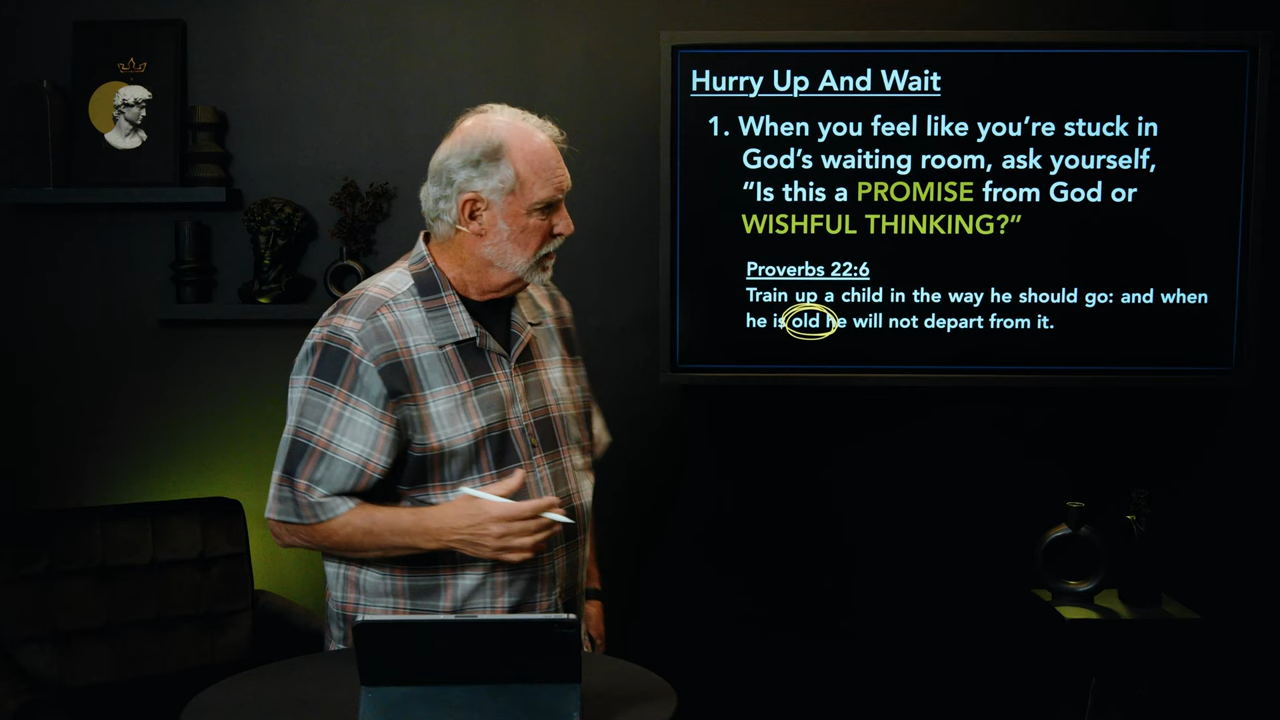 Hurry Up And Wait
1. When you feel like you're stuck in
God's waiting room, ask yourself,
"Is this a PROMISE from God or
WISHFUL THINKING?"
Proverbs 22:6
Train up a child in the way he should go: and when
he is old he will not depart from it.